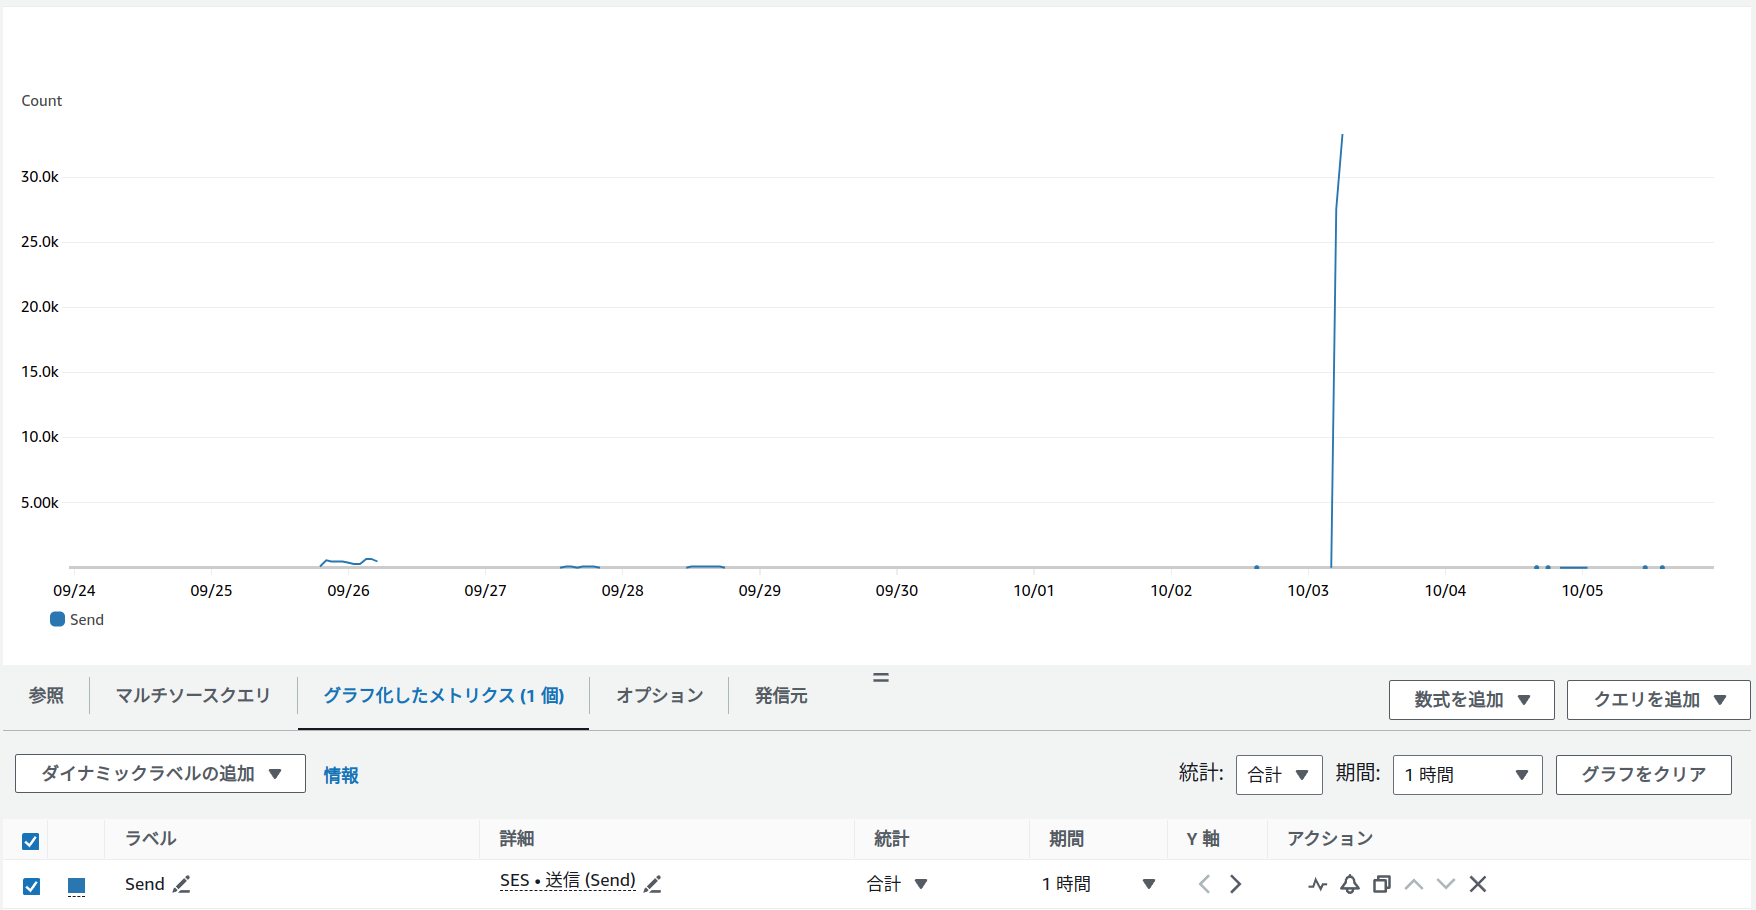 Count
30.0k
25.0k
20.0k
15.0k
10.0k
5.00k
09/24 09/25 09/26 09/27 09/28 09/29 09/30 10/01 10/02 10/03 10/04 10/05
Send
参照 マルチソースクエリ グラフ化したメトリクス (1 個) オプション 発信元
数式を追加 クエリを追加
ダイナミックラベルの追加 情報 統計: 合計 期間: 1 時間 グラフをクリア
ラベル 詳細 統計 期間 Y 軸 アクション
Send SES • 送信 (Send) 合計 1 時間